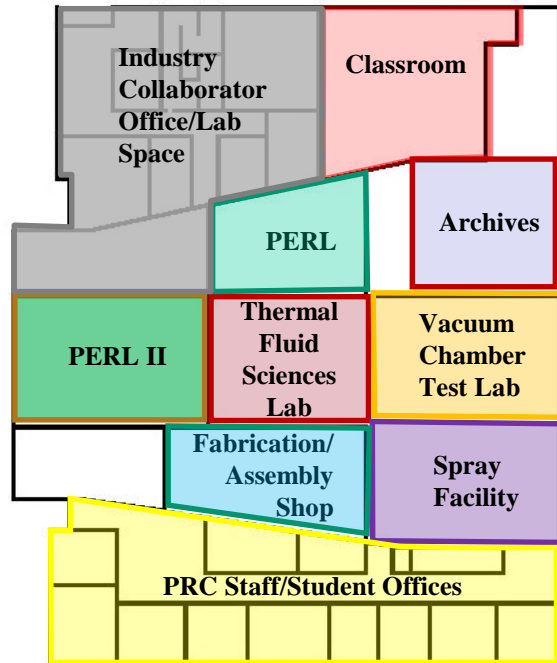 Industry
Collaborator
Office/Lab
Space
Classroom
PERL
Archives
PERL II
Thermal
Fluid
Sciences
Lab
Vacuum
Chamber
Test Lab
Fabrication/
Assembly
Shop
Spray
Facility
PRC Staff/Student Offices